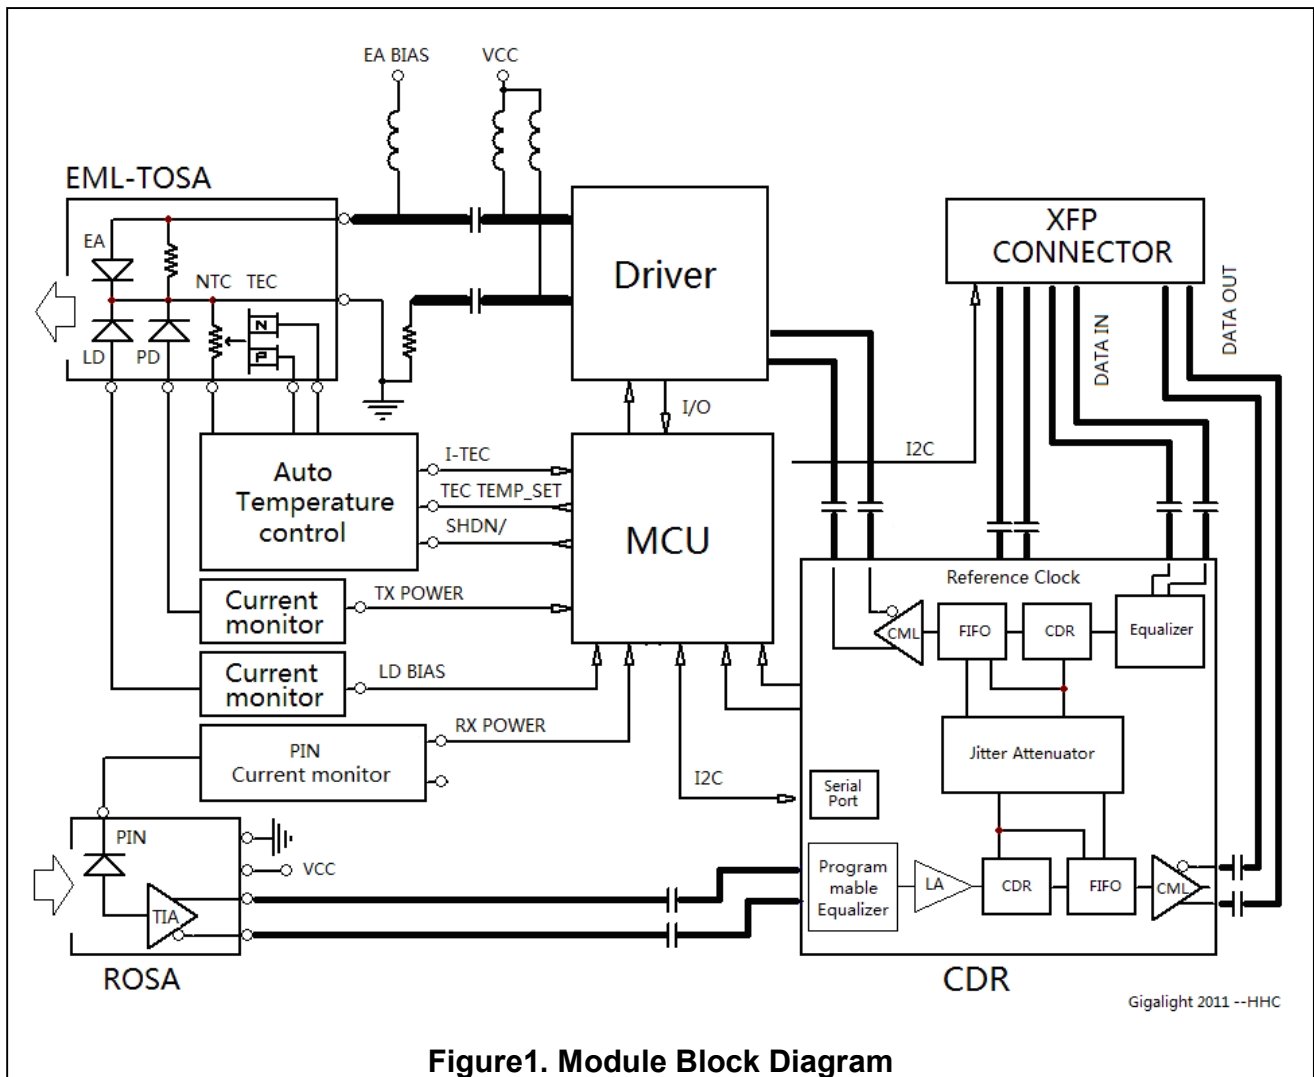 EA BIAS
VCC
EML-TOSA
EA
NTC TEC
N
P
LD
PD
Driver
XFP
CONNECTOR
DATA IN
DATA OUT
I/O
I2C
Auto
Temperature
control
I-TEC
TEC TEMP_SET
SHDN/
MCU
Current
monitor
TX POWER
Current
monitor
LD BIAS
PIN
Current monitor
RX POWER
I2C
Reference Clock
CML
FIFO
CDR
Equalizer
Jitter Attenuator
Serial
Port
Program
mable
Equalizer
LA
CDR
FIFO
CML
PIN
VCC
TIA
ROSA
CDR
Gigalight 2011 --HHC
Figure1. Module Block Diagram